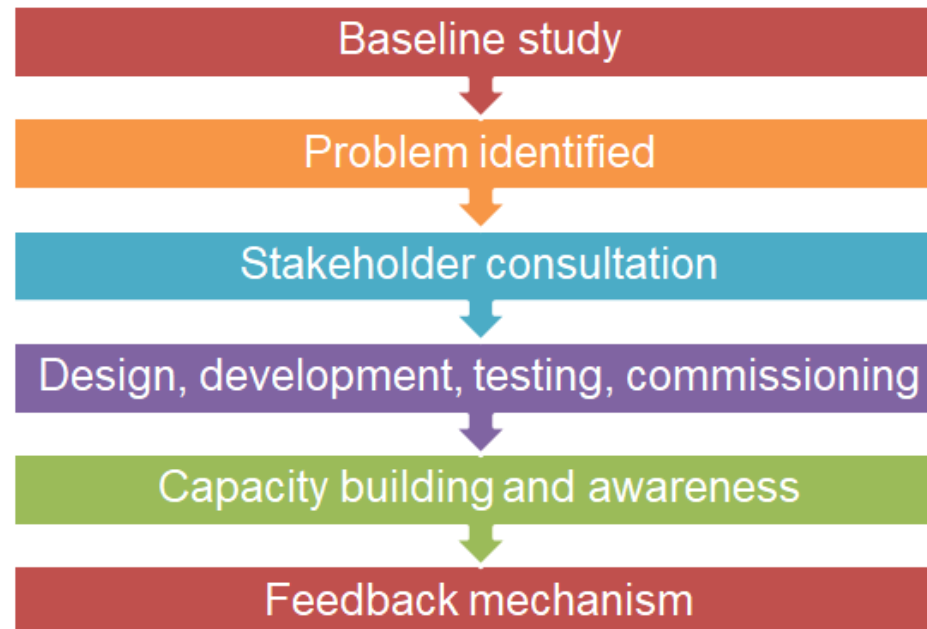 Baseline study
Problem identified
Stakeholder consultation
Design, development, testing, commissioning
Capacity building and awareness
Feedback mechanism